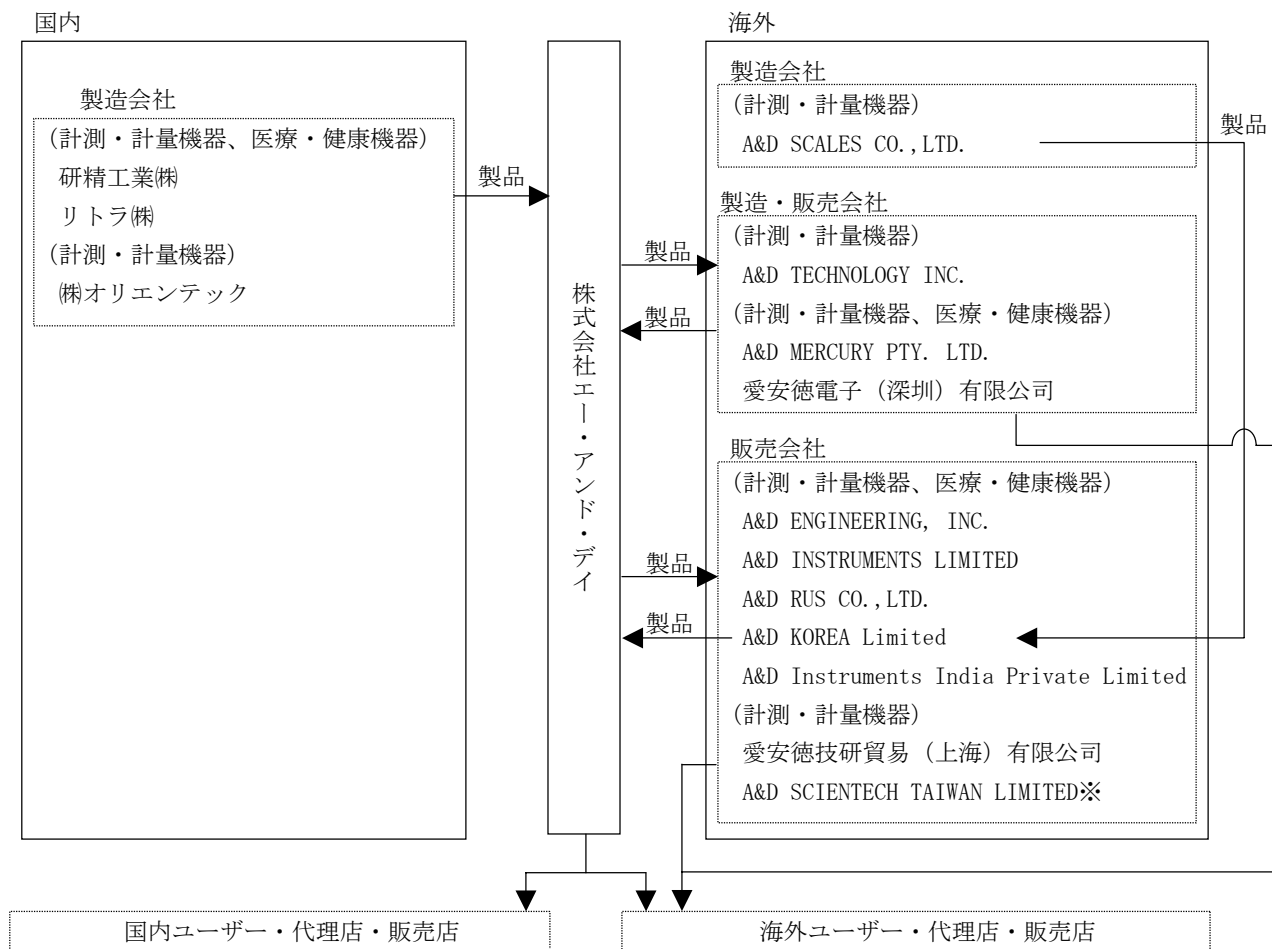 国内
製造会社
(計測・計量機器、医療・健康機器)
研精工業㈱
リトラ㈱
(計測・計量機器)
㈱オリエンテック
製品
株式会社エー・アンド・デイ
製品
製品
製品
製品
海外
製造会社
(計測・計量機器)
A&D SCALES CO.,LTD.
製品
製造・販売会社
(計測・計量機器)
A&D TECHNOLOGY INC.
(計測・計量機器、医療・健康機器)
A&D MERCURY PTY. LTD.
愛安徳電子（深圳）有限公司
販売会社
(計測・計量機器、医療・健康機器)
A&D ENGINEERING, INC.
A&D INSTRUMENTS LIMITED
A&D RUS CO.,LTD.
A&D KOREA Limited
A&D Instruments India Private Limited
(計測・計量機器)
愛安徳技研貿易（上海）有限公司
A&D SCIENTECH TAIWAN LIMITED※
国内ユーザー・代理店・販売店
海外ユーザー・代理店・販売店